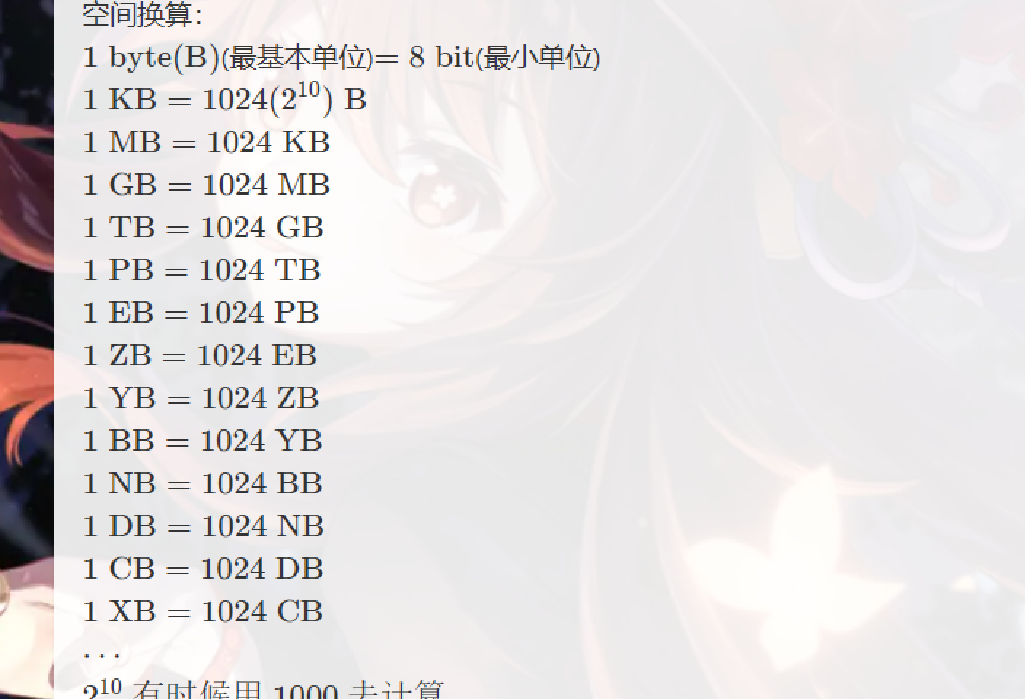 空间换算:
1 byte(B)(最基本单位)= 8 bit(最小单位)
1 KB = 1024(2^10) B
1 MB = 1024 KB
1 GB = 1024 MB
1 TB = 1024 GB
1 PB = 1024 TB
1 EB = 1024 PB
1 ZB = 1024 EB
1 YB = 1024 ZB
1 BB = 1024 YB
1 NB = 1024 BB
1 DB = 1024 NB
1 CB = 1024 DB
1 XB = 1024 CB
...
2^10 有时候用 1000 去计算